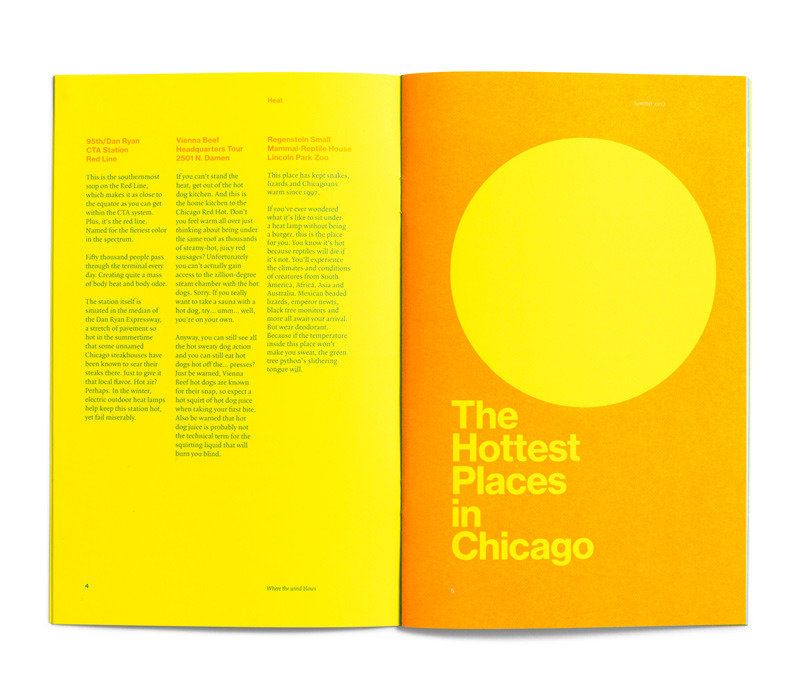 Heat
95th/Dan Ryan
CTA Station
Red Line
This is the southernmost
stop on the Red Line,
which makes it as close to
the equator as you can get
within the CTA system.
Plus, it's the red line.
Named for the fieriest color
in the spectrum.
Fifty thousand people pass
through the terminal every
day. Creating quite a mass
of body heat and body odor.
The station itself is
situated in the median of
the Dan Ryan Expressway,
a stretch of pavement so
hot in the summertime
that some unnamed
Chicago steakhouses have
been known to sear their
steaks there. Just to give it
that local flavor. Hot air?
Perhaps. In the winter,
electric outdoor heat lamps
help keep this station hot,
yet fail miserably.
Vienna Beef
Headquarters Tour
2501 N. Damen
If you can't stand the
heat, get out of the hot
dog kitchen. And this is
the home kitchen to the
Chicago Red Hot. Don't
you feel warm all over just
thinking about being under
the same roof as thousands
of steamy-hot, juicy red
sausages? Unfortunately
you can't actually gain
access to the zillion-degree
steam chamber with the hot
dogs. Sorry. If you really
want to take a sauna with a
hot dog, try... umm... well,
you're on your own.
Anyway, you can still see all
the hot sweaty dog action
and you can still eat hot
dogs hot off the... presses?
Just be warned, Vienna
Beef hot dogs are known
for their snap, so expect a
hot squirt of hot dog juice
when taking your first bite.
Also be warned that hot
dog juice is probably not
the technical term for the
squirting liquid that will
burn you blind.
Regenstein Small
Mammal-Reptile House
Lincoln Park Zoo
This place has kept snakes,
lizards and Chicagoans
warm since 1997.
If you've ever wondered
what it's like to sit under
a heat lamp without being
a burger, this is the place
for you. You know it's hot
because reptiles will die if
it's not. You'll experience
the climates and conditions
of creatures from South
America, Africa, Asia and
Australia. Mexican beaded
lizards, emperor newts,
black tree monitors and
more all await your arrival.
But wear deodorant.
Because if the temperature
inside this place won't
make you sweat, the green
tree python's slithering
tongue will.
4
Where the wind blows
Summer
The
Hottest
Places
in
Chicago
5